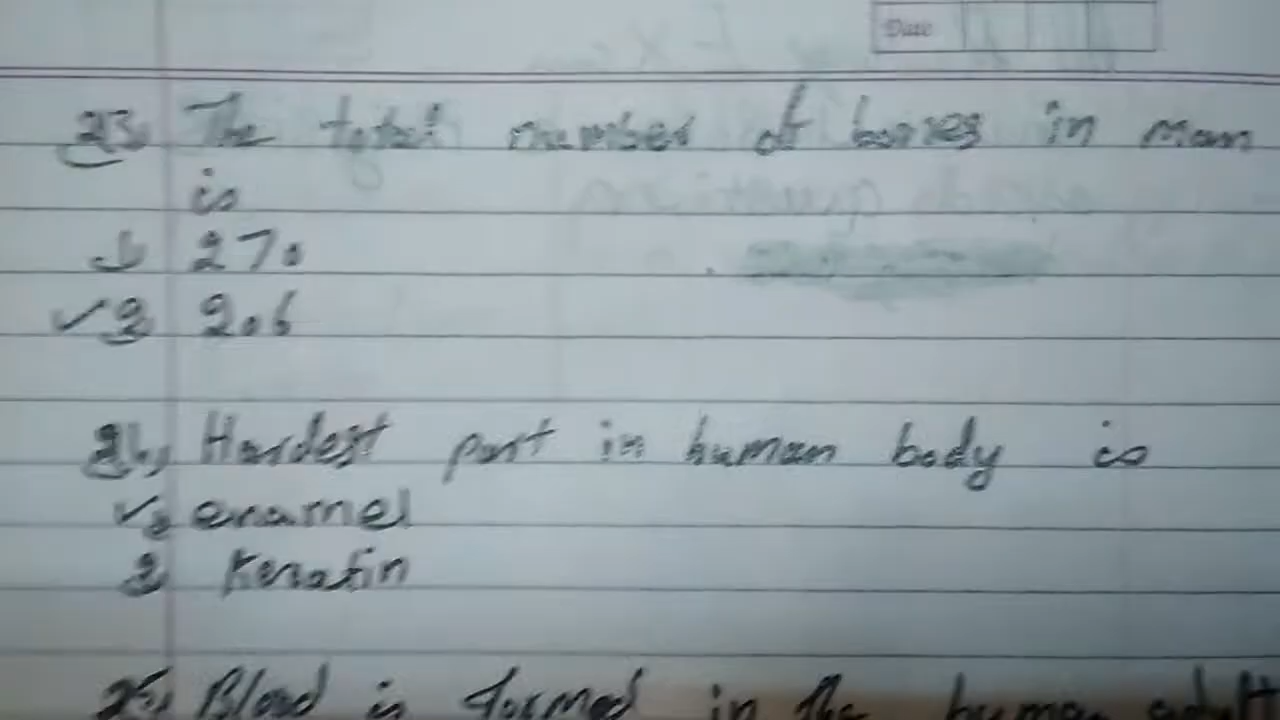 Date
23, The total number of bones in man
is
1, 270
✓ 2, 206
24, Hardest part in human body is
✓ 1, enamel
2, Keratin
25, Blood is formed in the human adult